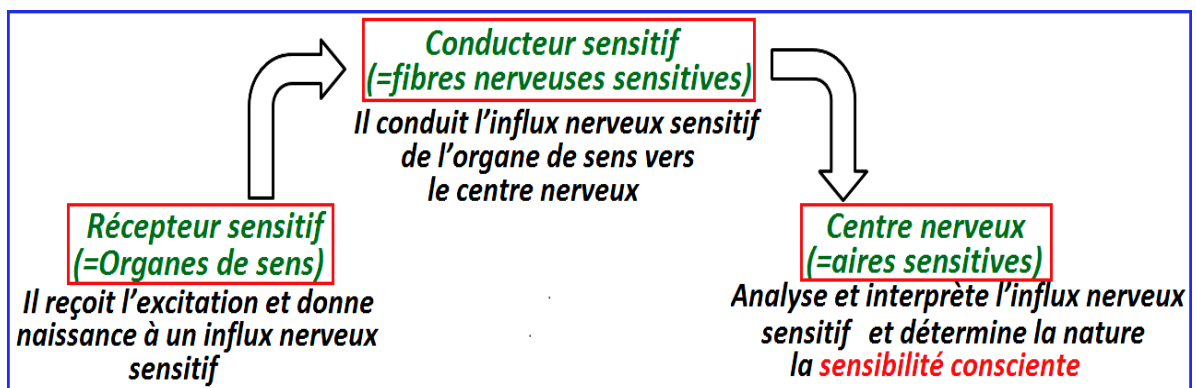 Conducteur sensitif
(=fibres nerveuses sensitives)
Il conduit l'influx nerveux sensitif
de l'organe de sens vers
le centre nerveux
Récepteur sensitif
(=Organes de sens)
Il reçoit l'excitation et donne
naissance à un influx nerveux
sensitif
Centre nerveux
(=aires sensitives)
Analyse et interprète l'influx nerveux
sensitif et détermine la nature
la sensibilité consciente